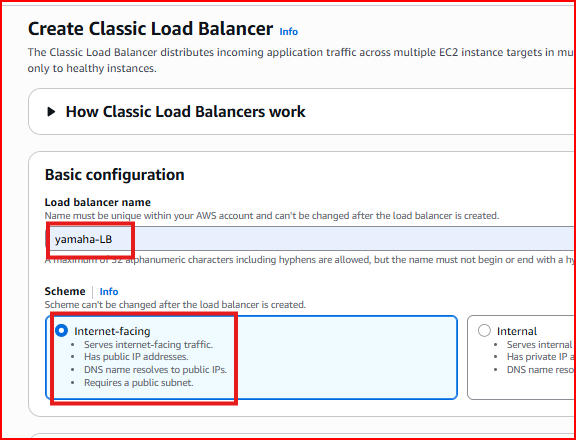 Create Classic Load Balancer Info
The Classic Load Balancer distributes incoming application traffic across multiple EC2 instance targets in mu
only to healthy instances.
How Classic Load Balancers work
Basic configuration
Load balancer name
Name must be unique within your AWS account and can't be changed after the load balancer is created.
yamaha-LB
A maximum of 32 alphanumeric characters including hyphens are allowed, but the name must not begin or end with a hy
Scheme Info
Scheme can't be changed after the load balancer is created.
Internet-facing
• Serves internet-facing traffic.
• Has public IP addresses.
• DNS name resolves to public IPs.
• Requires a public subnet.
Internal
• Serves internal
• Has private IP a
• DNS name reso